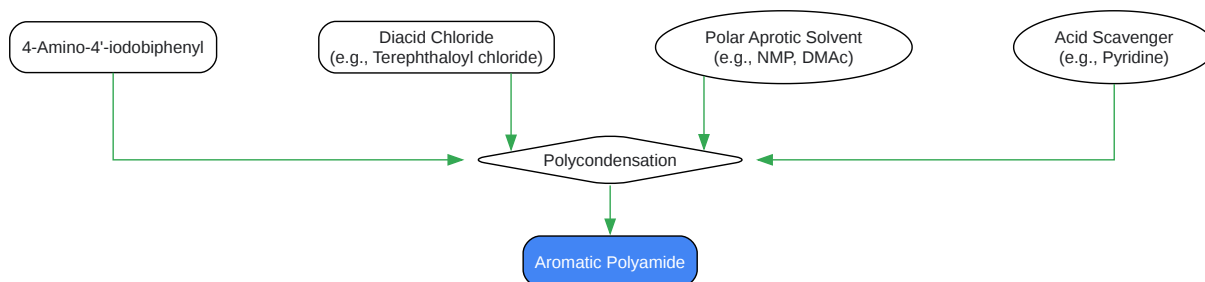 4-Amino-4'-iodobiphenyl
Diacid Chloride
(e.g., Terephthaloyl chloride)
Polar Aprotic Solvent
(e.g., NMP, DMAc)
Acid Scavenger
(e.g., Pyridine)
Polycondensation
Aromatic Polyamide